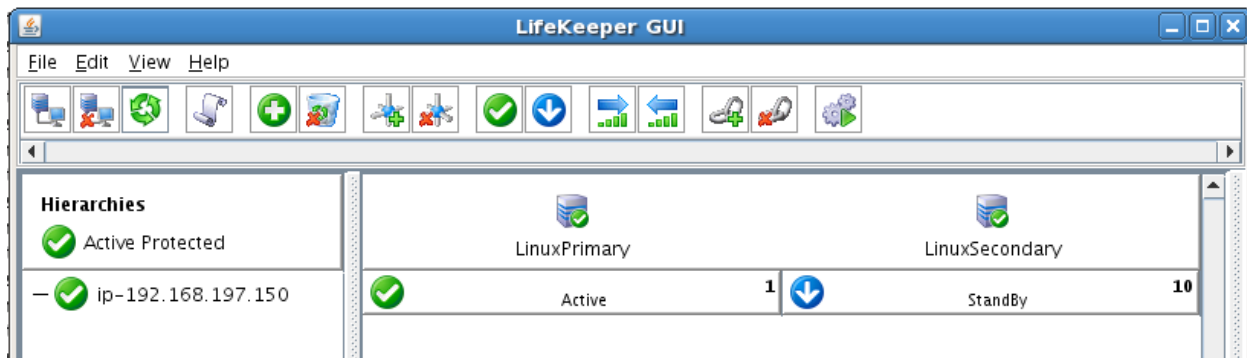 LifeKeeper GUI
File Edit View Help
Hierarchies
Active Protected
LinuxPrimary LinuxSecondary
ip-192.168.197.150 Active 1 StandBy 10